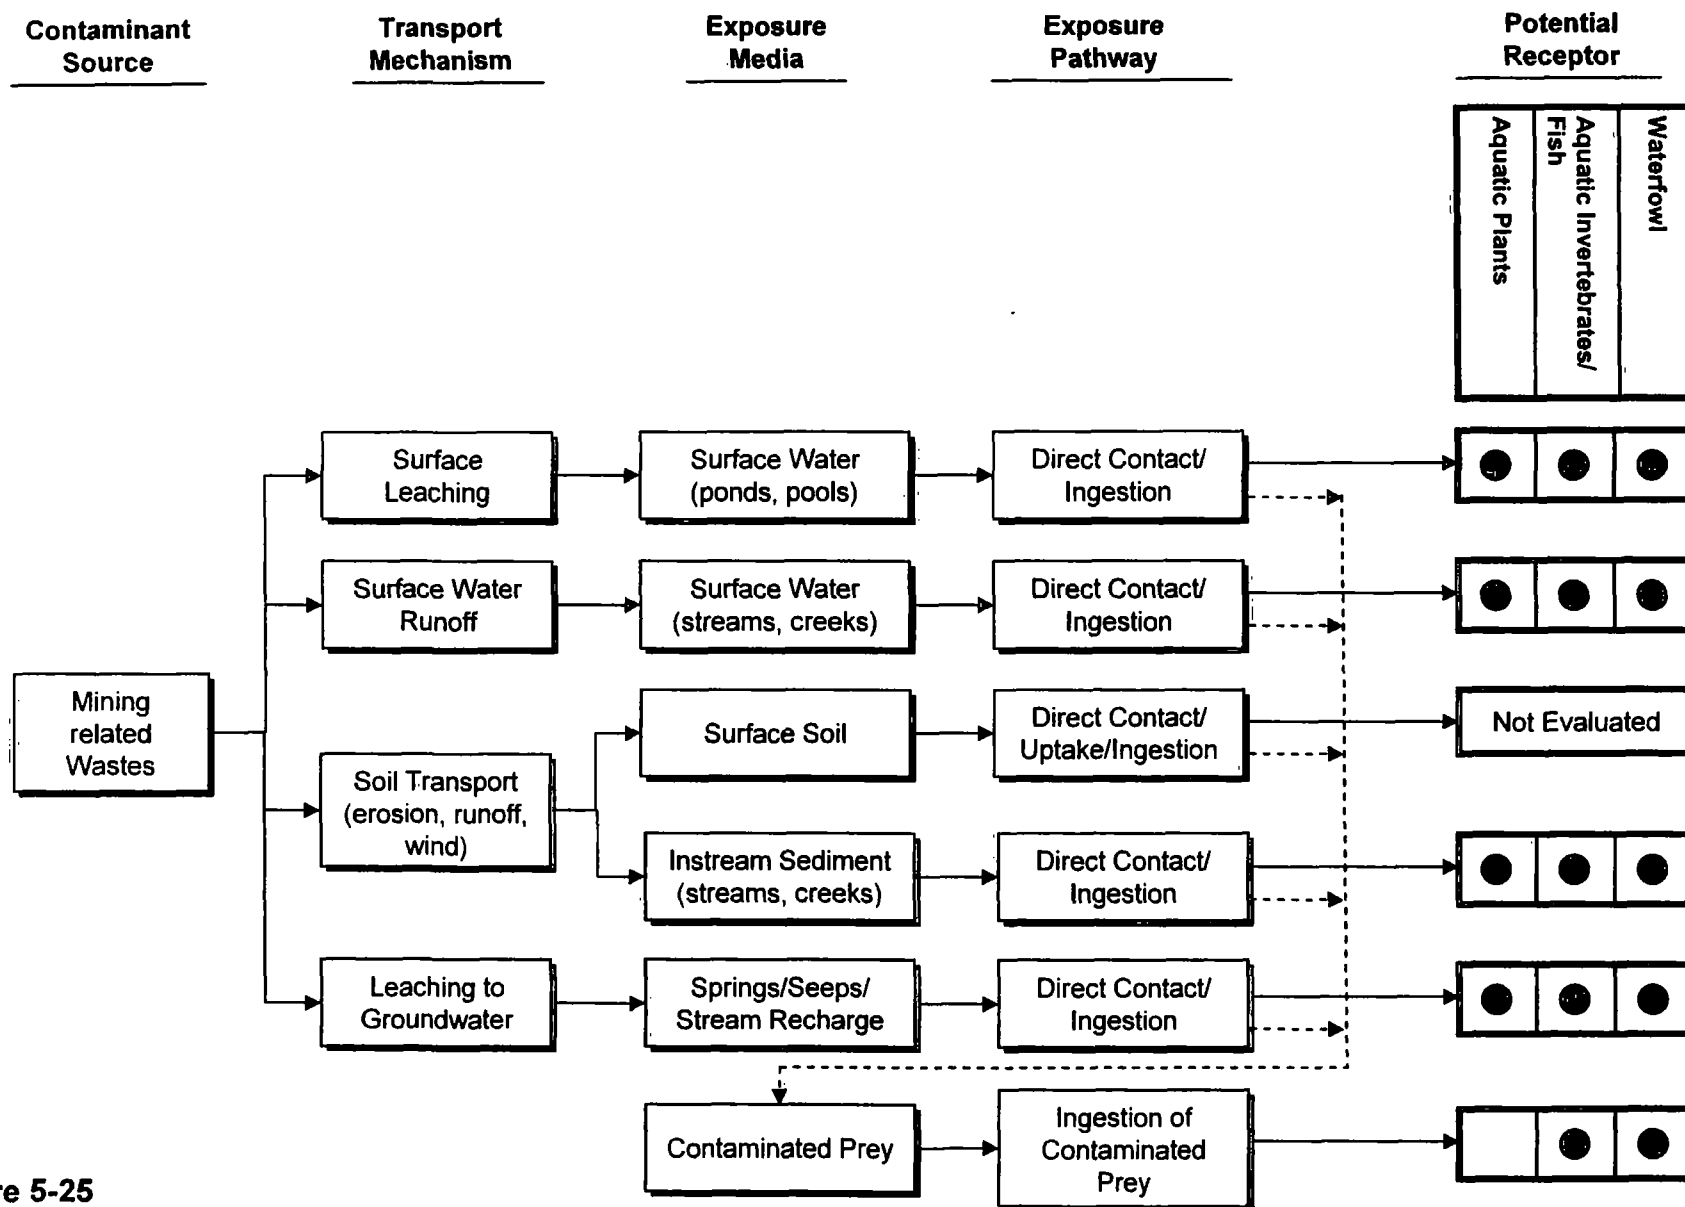 Contaminant
Source
Transport
Mechanism
Exposure
Media
Exposure
Pathway
Potential
Receptor
Aquatic Plants
Aquatic Invertebrates/
Fish
Waterfowl
Surface
Leaching
Surface Water
(ponds, pools)
Direct Contact/
Ingestion
Surface Water
Runoff
Surface Water
(streams, creeks)
Direct Contact/
Ingestion
Mining
related
Wastes
Soil Transport
(erosion, runoff,
wind)
Surface Soil
Direct Contact/
Uptake/Ingestion
Not Evaluated
Instream Sediment
(streams, creeks)
Direct Contact/
Ingestion
Leaching to
Groundwater
Springs/Seeps/
Stream Recharge
Direct Contact/
Ingestion
Contaminated Prey
Ingestion of
Contaminated
Prey
re 5-25